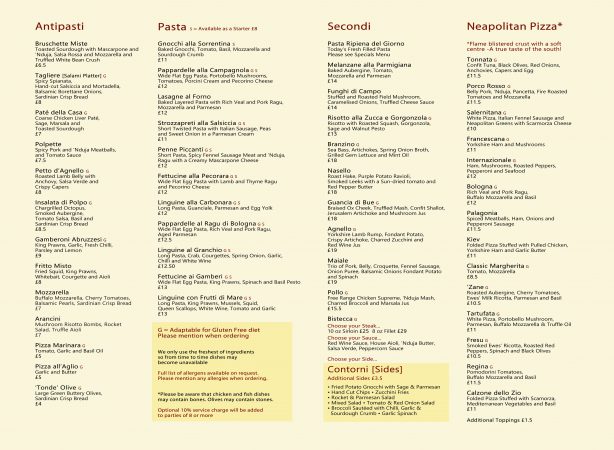 Antipasti
Bruschette Miste
Toasted Sourdough with Mascarpone and
'Nduja, Salsa Rossa and Mozzarella and
Truffled White Bean Crush
£6.5
Tagliere (Salami Platter) G
Spicy Spianata,
Hand-cut Salsiccia and Mortadella,
Balsamic Borettane Onions,
Sardinian Crisp Bread
£8
Paté della Casa G
Coarse Chicken Liver Paté,
Sage, Marsala and
Toasted Sourdough
£7
Polpette
Spicy Pork and 'Nduja Meatballs,
and Tomato Sauce
£7.5
Petto d'Agnello G
Roasted Lamb Belly with
Anchovy, Salsa Verde and
Crispy Capers
£8
Insalata di Polpo G
Chargrilled Octopus,
Smoked Aubergine,
Tomato Salsa, Basil and
Sardinian Crisp Bread
£8.5
Gamberoni Abruzzesi G
King Prawns, Garlic, Fresh Chilli,
Parsley and Lemon
£9
Fritto Misto
Fried Squid, King Prawns,
Whitebait, Courgette and Aioli
£8
Mozzarella
Buffalo Mozzarella, Cherry Tomatoes,
Balsamic Pearls, Sardinian Crisp Bread
£7
Arancini
Mushroom Risotto Bombs, Rocket
Salad, Truffle Aioli
£7
Pizza Marinara G
Tomato, Garlic and Basil Oil
£5
Pizza all'Aglio G
Garlic and Butter
£5
'Tonde' Olive G
Large Green Buttery Olives,
Sardinian Crisp Bread
£4
Pasta S = Available as a Starter £8
Gnocchi alla Sorrentina S
Baked Gnocchi, Tomato, Basil, Mozzarella and
Sourdough Crumb
£11
Pappardelle alla Campagnola G S
Wide Flat Egg Pasta, Portobello Mushrooms,
Tomatoes, Porcini Cream and Pecorino Cheese
£12
Lasagne al Forno
Baked Layered Pasta with Rich Veal and Pork Ragu,
Mozzarella and Parmesan
£12
Strozzapreti alla Salsiccia G S
Short Twisted Pasta with Italian Sausage, Peas
and Sweet Onion in a Parmesan Cream
£11
Penne Piccanti G S
Short Pasta, Spicy Fennel Sausage Meat and 'Nduja,
Ragu with a Creamy Mascarpone Cheese
£12
Fettucine alla Pecorara G S
Wide Flat Egg Pasta with Lamb and Thyme Ragu
and Pecorino Cheese
£12
Linguine alla Carbonara G S
Long Pasta, Guanciale, Parmesan and Egg Yolk
£12
Pappardelle al Ragu di Bologna G S
Wide Flat Egg Pasta, Rich Veal and Pork Ragu,
Aged Parmesan
£12.5
Linguine al Granchio G S
Long Pasta, Crab, Courgettes, Spring Onion, Garlic,
Chilli and White Wine
£12.50
Fettucine ai Gamberi G S
Wide Flat Egg Pasta, King Prawns, Spinach and Basil Pesto
£13
Linguine con Frutti di Mare G S
Long Pasta, King Prawns, Mussels, Squid,
Queen Scallops, White Wine, Tomato and Garlic
£13
G = Adaptable for Gluten Free diet
Please mention when ordering
We only use the freshest of ingredients
so from time to time dishes may
become unavailable
Full list of allergens available on request.
Please mention any allergies when ordering.
*Please be aware that chicken and fish dishes
may contain bones. Olives may contain stones.
Optional 10% service charge will be added
to parties of 8 or more
Secondi
Pasta Ripiena del Giorno
Today's Fresh Filled Pasta
Please see Specials Menu
Melanzane alla Parmigiana
Baked Aubergine, Tomato,
Mozzarella and Parmesan
£14
Funghi di Campo
Stuffed and Roasted Field Mushroom,
Caramelised Onions, Truffled Cheese Sauce
£14
Risotto alla Zucca e Gorgonzola G
Risotto with Roasted Squash, Gorgonzola,
Sage and Walnut Pesto
£13
Branzino G
Sea Bass, Artichokes, Spring Onion Broth,
Grilled Gem Lettuce and Mint Oil
£18
Nasello
Roast Hake, Purple Potato Ravioli,
Smoked Leeks with a Sun-dried tomato and
Red Pepper Butter
£18
Guancia di Bue G
Braised Ox Cheek, Truffled Mash, Confit Shallot,
Jerusalem Artichoke and Mushroom Jus
£18
Agnello G
Yorkshire Lamb Rump, Fondant Potato,
Crispy Artichoke, Charred Zucchini and
Red Wine Jus
£19
Maiale
Trio of Pork, Belly, Croquette, Fennel Sausage,
Onion Puree, Balsamic Onions Fondant Potato
and Spinach
£19
Pollo G
Free Range Chicken Supreme, 'Nduja Mash,
Charred Broccoli and Marsala Jus
£15.5
Bistecca G
Choose your Steak...
10 oz Sirloin £25 8 oz Fillet £29
Choose your Sauce...
Red Wine Sauce, House Aioli, 'Nduja Butter,
Salsa Verde, Peppercorn Sauce
Choose your Side...
Contorni [Sides]
Additional Sides £3.5
• Fried Potato Gnocchi with Sage & Parmesan
• Hand Cut Chips • Zucchini Fries
• Rocket & Parmesan Salad
• Mixed Salad • Tomato & Red Onion Salad
• Broccoli Sautéed with Chilli, Garlic &
Sourdough Crumb • Garlic Spinach
Neapolitan Pizza*
*Flame blistered crust with a soft
centre -A true taste of the south!
Tonnata G
Confit Tuna, Black Olives, Red Onions,
Anchovies, Capers and Egg
£11.5
Porco Rosso G
Belly Pork, 'Nduja, Pancetta, Fire Roasted
Tomatoes and Mozzarella
£11.5
Salernitana G
White Pizza, Italian Fennel Sausage and
Neapolitan Greens with Scamorza Cheese
£10
Francescana G
Yorkshire Ham and Mushrooms
£11
Internazionale G
Ham, Mushrooms, Roasted Peppers,
Pepperoni and Seafood
£12
Bologna G
Rich Veal and Pork Ragu,
Buffalo Mozzarella and Basil
£12
Palagonia
Spiced Meatballs, Ham, Onions and
Pepperoni Sausage
£11.5
Kiev
Folded Pizza Stuffed with Pulled Chicken,
Yorkshire Ham and Garlic Butter
£11
Classic Margherita G
Tomato, Mozzarella
£8.5
'Zane' G
Roasted Aubergine, Cherry Tomatoes,
Ewes' Milk Ricotta, Parmesan and Basil
£10.5
Tartufata G
White Pizza, Portobello Mushroom,
Parmesan, Buffalo Mozzarella & Truffle Oil
£11
Fresu G
Smoked Ewes' Ricotta, Roasted Red
Peppers, Spinach and Black Olives
£10.5
Regina G
Pomodorini Tomatoes,
Buffalo Mozzarella and Basil
£11.5
Calzone dello Zio
Folded Pizza Stuffed with Scamorza,
Mediterranean Vegetables and Basil
£11
Additional Toppings £1.5